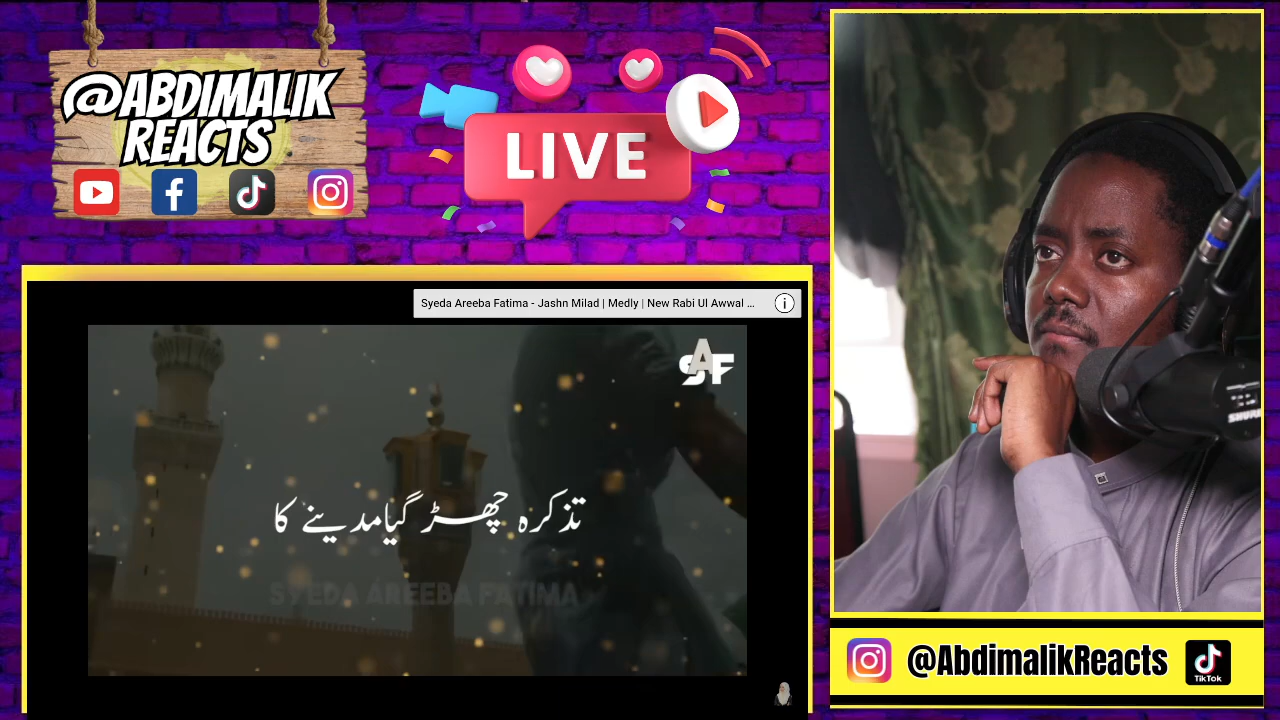 @ABDIMALIK
REACTS
LIVE
Syeda Areeba Fatima - Jashn Milad | Medly | New Rabi Ul Awwal ...
SAF
تذکرہ چھڑ گیا مدینے کا
SYEDA AREEBA FATIMA
SHURE
@AbdimalikReacts
TikTok